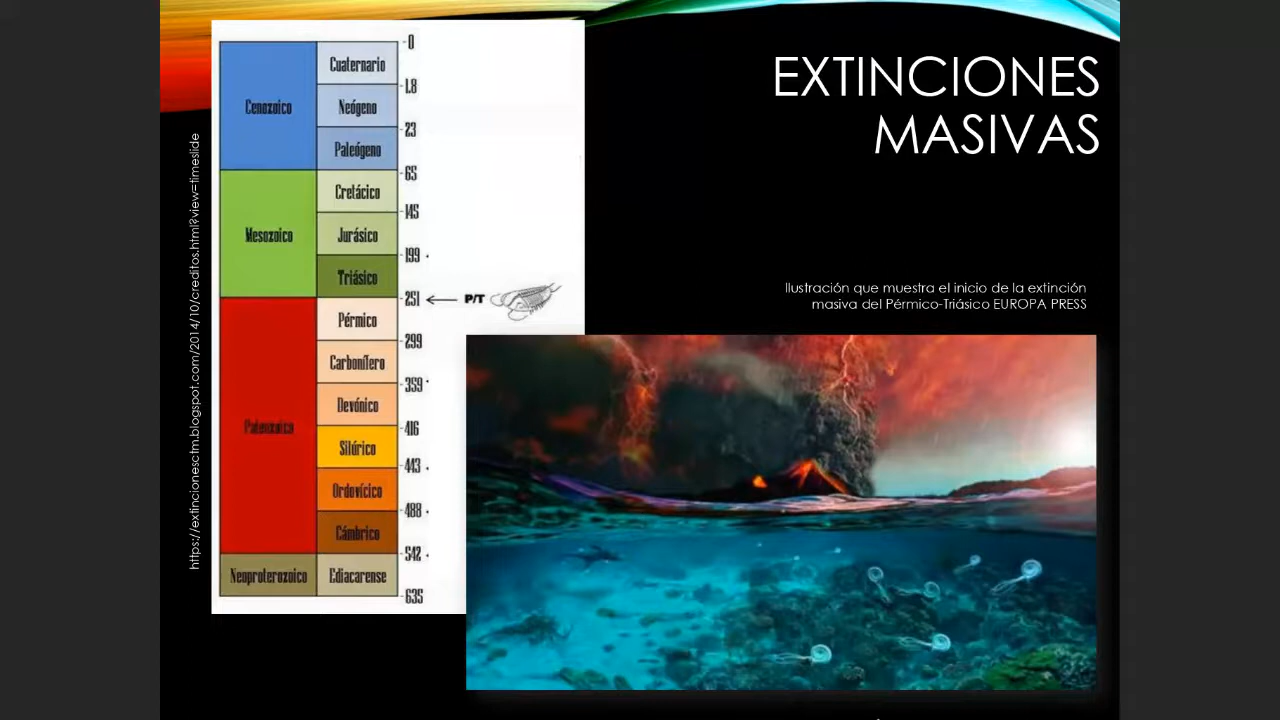 EXTINCIONES
MASIVAS
https://extincionesctm.blogspot.com/2014/10/creditos.html?view=timeslide
Cenozoico
Cuaternario
Neógeno
Paleógeno
Mesozoico
Cretácico
Jurásico
Triásico
Paleozoico
Pérmico
Carbonífero
Devónico
Silúrico
Ordovícico
Cámbrico
Neoproterozoico
Ediacarense
0
1.8
23
65
145
199
251
P/T
299
359
416
443
488
542
635
Ilustración que muestra el inicio de la extinción
masiva del Pérmico-Triásico EUROPA PRESS